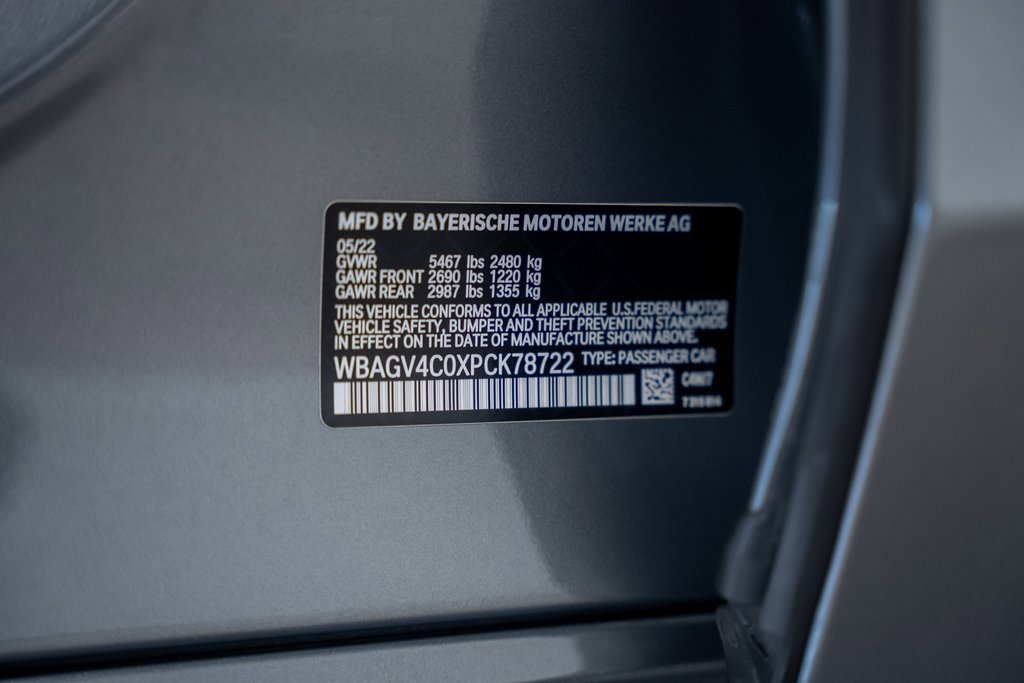 MFD BY BAYERISCHE MOTOREN WERKE AG
05/22
GVWR 5467 lbs 2480 kg
GAWR FRONT 2690 lbs 1220 kg
GAWR REAR 2987 lbs 1355 kg
THIS VEHICLE CONFORMS TO ALL APPLICABLE U.S.FEDERAL MOTOR
VEHICLE SAFETY, BUMPER AND THEFT PREVENTION STANDARDS
IN EFFECT ON THE DATE OF MANUFACTURE SHOWN ABOVE.
WBAGV4C0XPCK78722 TYPE: PASSENGER CAR